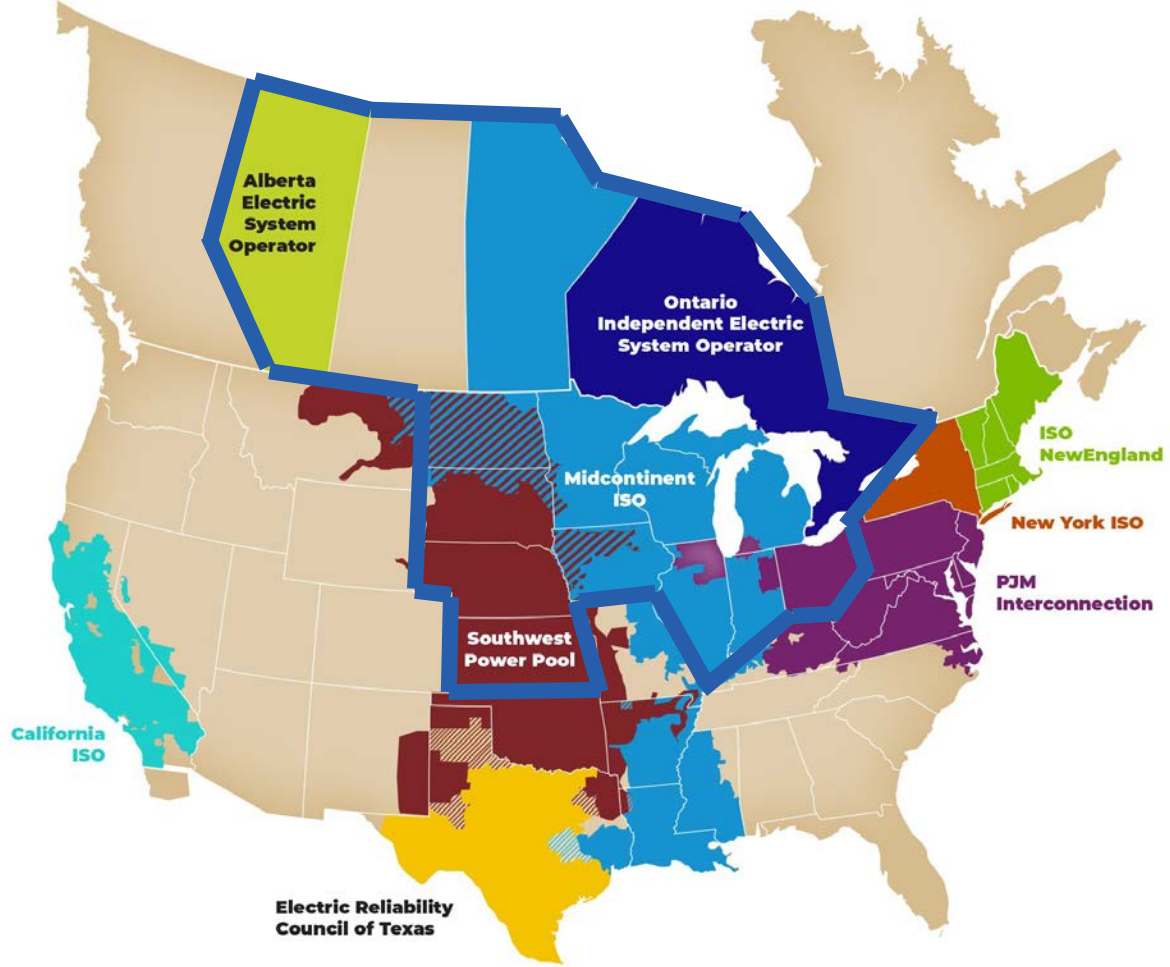 Alberta
Electric
System
Operator
Ontario
Independent Electric
System Operator
ISO
NewEngland
Midcontinent
ISO
New York ISO
PJM
Interconnection
Southwest
Power Pool
California
ISO
Electric Reliability
Council of Texas